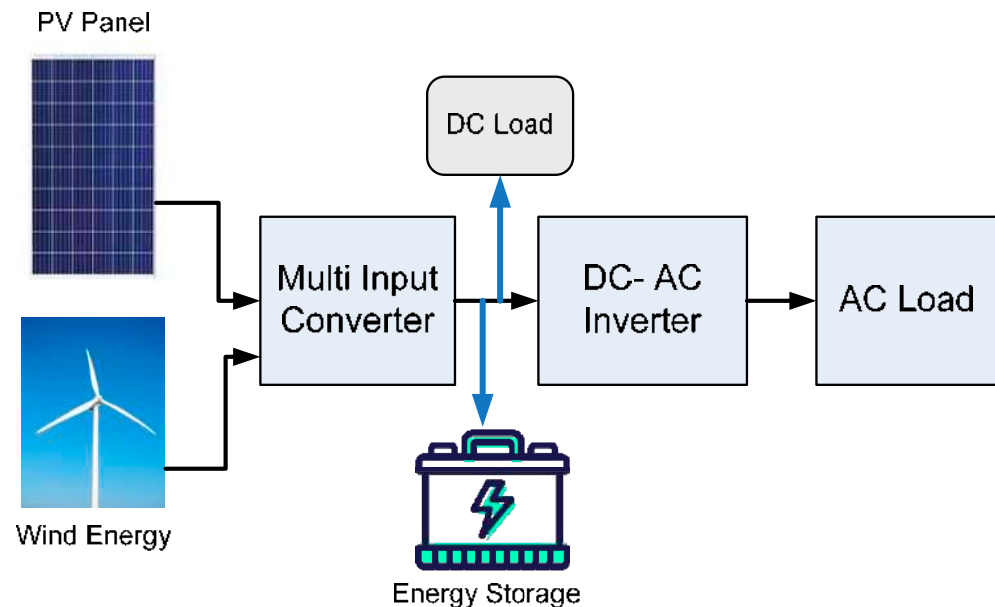 PV Panel
DC Load
Multi Input
Converter
DC- AC
Inverter
AC Load
Wind Energy
Energy Storage